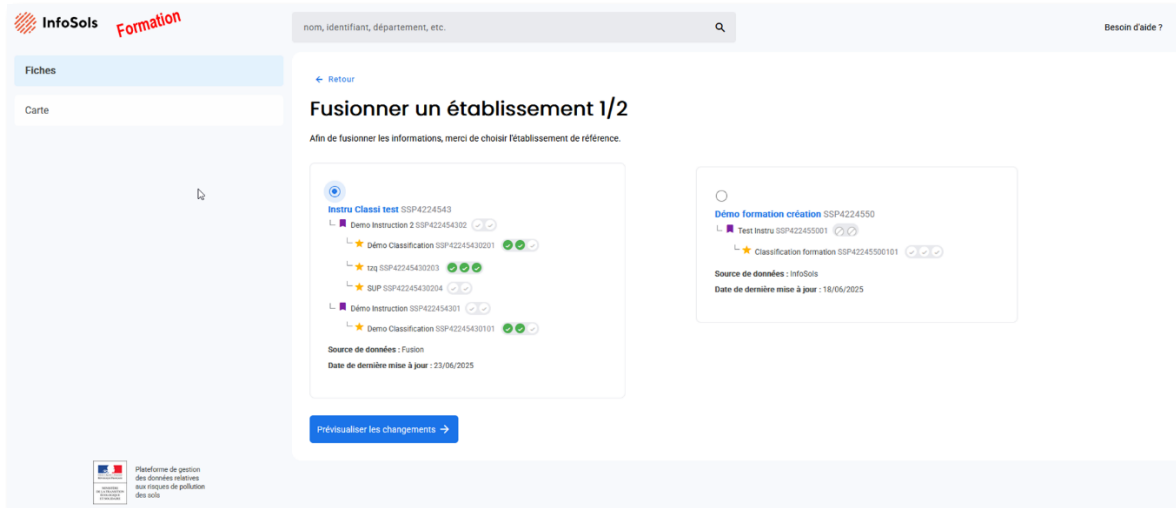 InfoSols
Formation
nom, identifiant, département, etc.
Besoin d'aide ?
Fiches
Carte
← Retour
Fusionner un établissement 1/2
Afin de fusionner les informations, merci de choisir l'établissement de référence.
Instru Classi test SSP4224543
Demo Instruction 2 SSP422454302
Démo Classification SSP42245430201
tzq SSP42245430203
SUP SSP42245430204
Démo Instruction SSP422454301
Demo Classification SSP42245430101
Source de données : Fusion
Date de dernière mise à jour : 23/06/2025
Démo formation création SSP4224550
Test Instru SSP422455001
Classification formation SSP42245500101
Source de données : InfoSols
Date de dernière mise à jour : 18/06/2025
Prévisualiser les changements →
Plateforme de gestion
des données relatives
aux risques de pollution
des sols